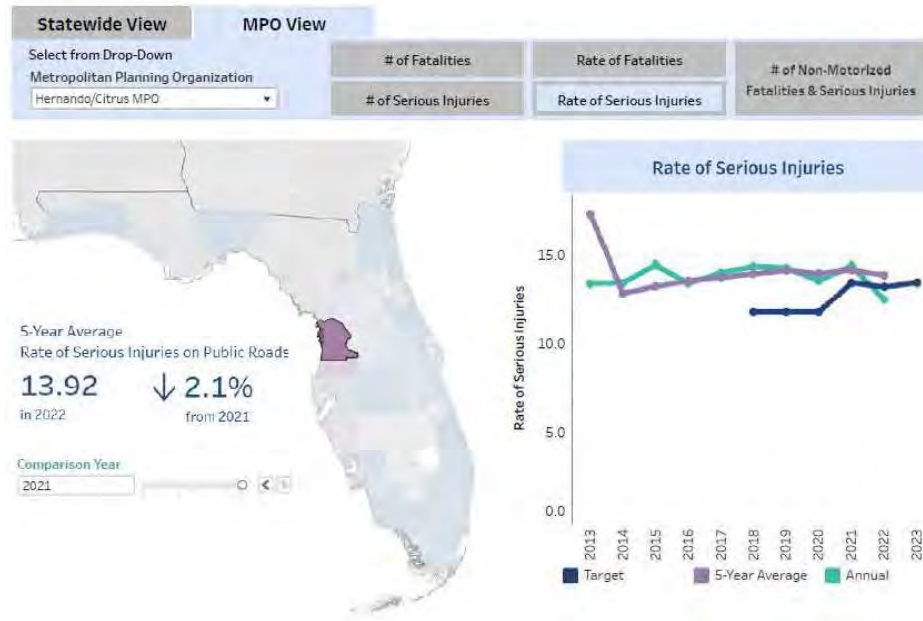 Statewide View
MPO View
Select from Drop-Down
Metropolitan Planning Organization
Hernando/Citrus MPO
# of Fatalities
Rate of Fatalities
# of Serious Injuries
Rate of Serious Injuries
# of Non-Motorized
Fatalities & Serious Injuries
5-Year Average
Rate of Serious Injuries on Public Roads
13.92
in 2022
↓ 2.1%
from 2021
Comparison Year
2021
Rate of Serious Injuries
Rate of Serious Injuries
15.0
10.0
5.0
0.0
2013
2014
2015
2016
2017
2018
2019
2020
2021
2022
2023
Target
5-Year Average
Annual